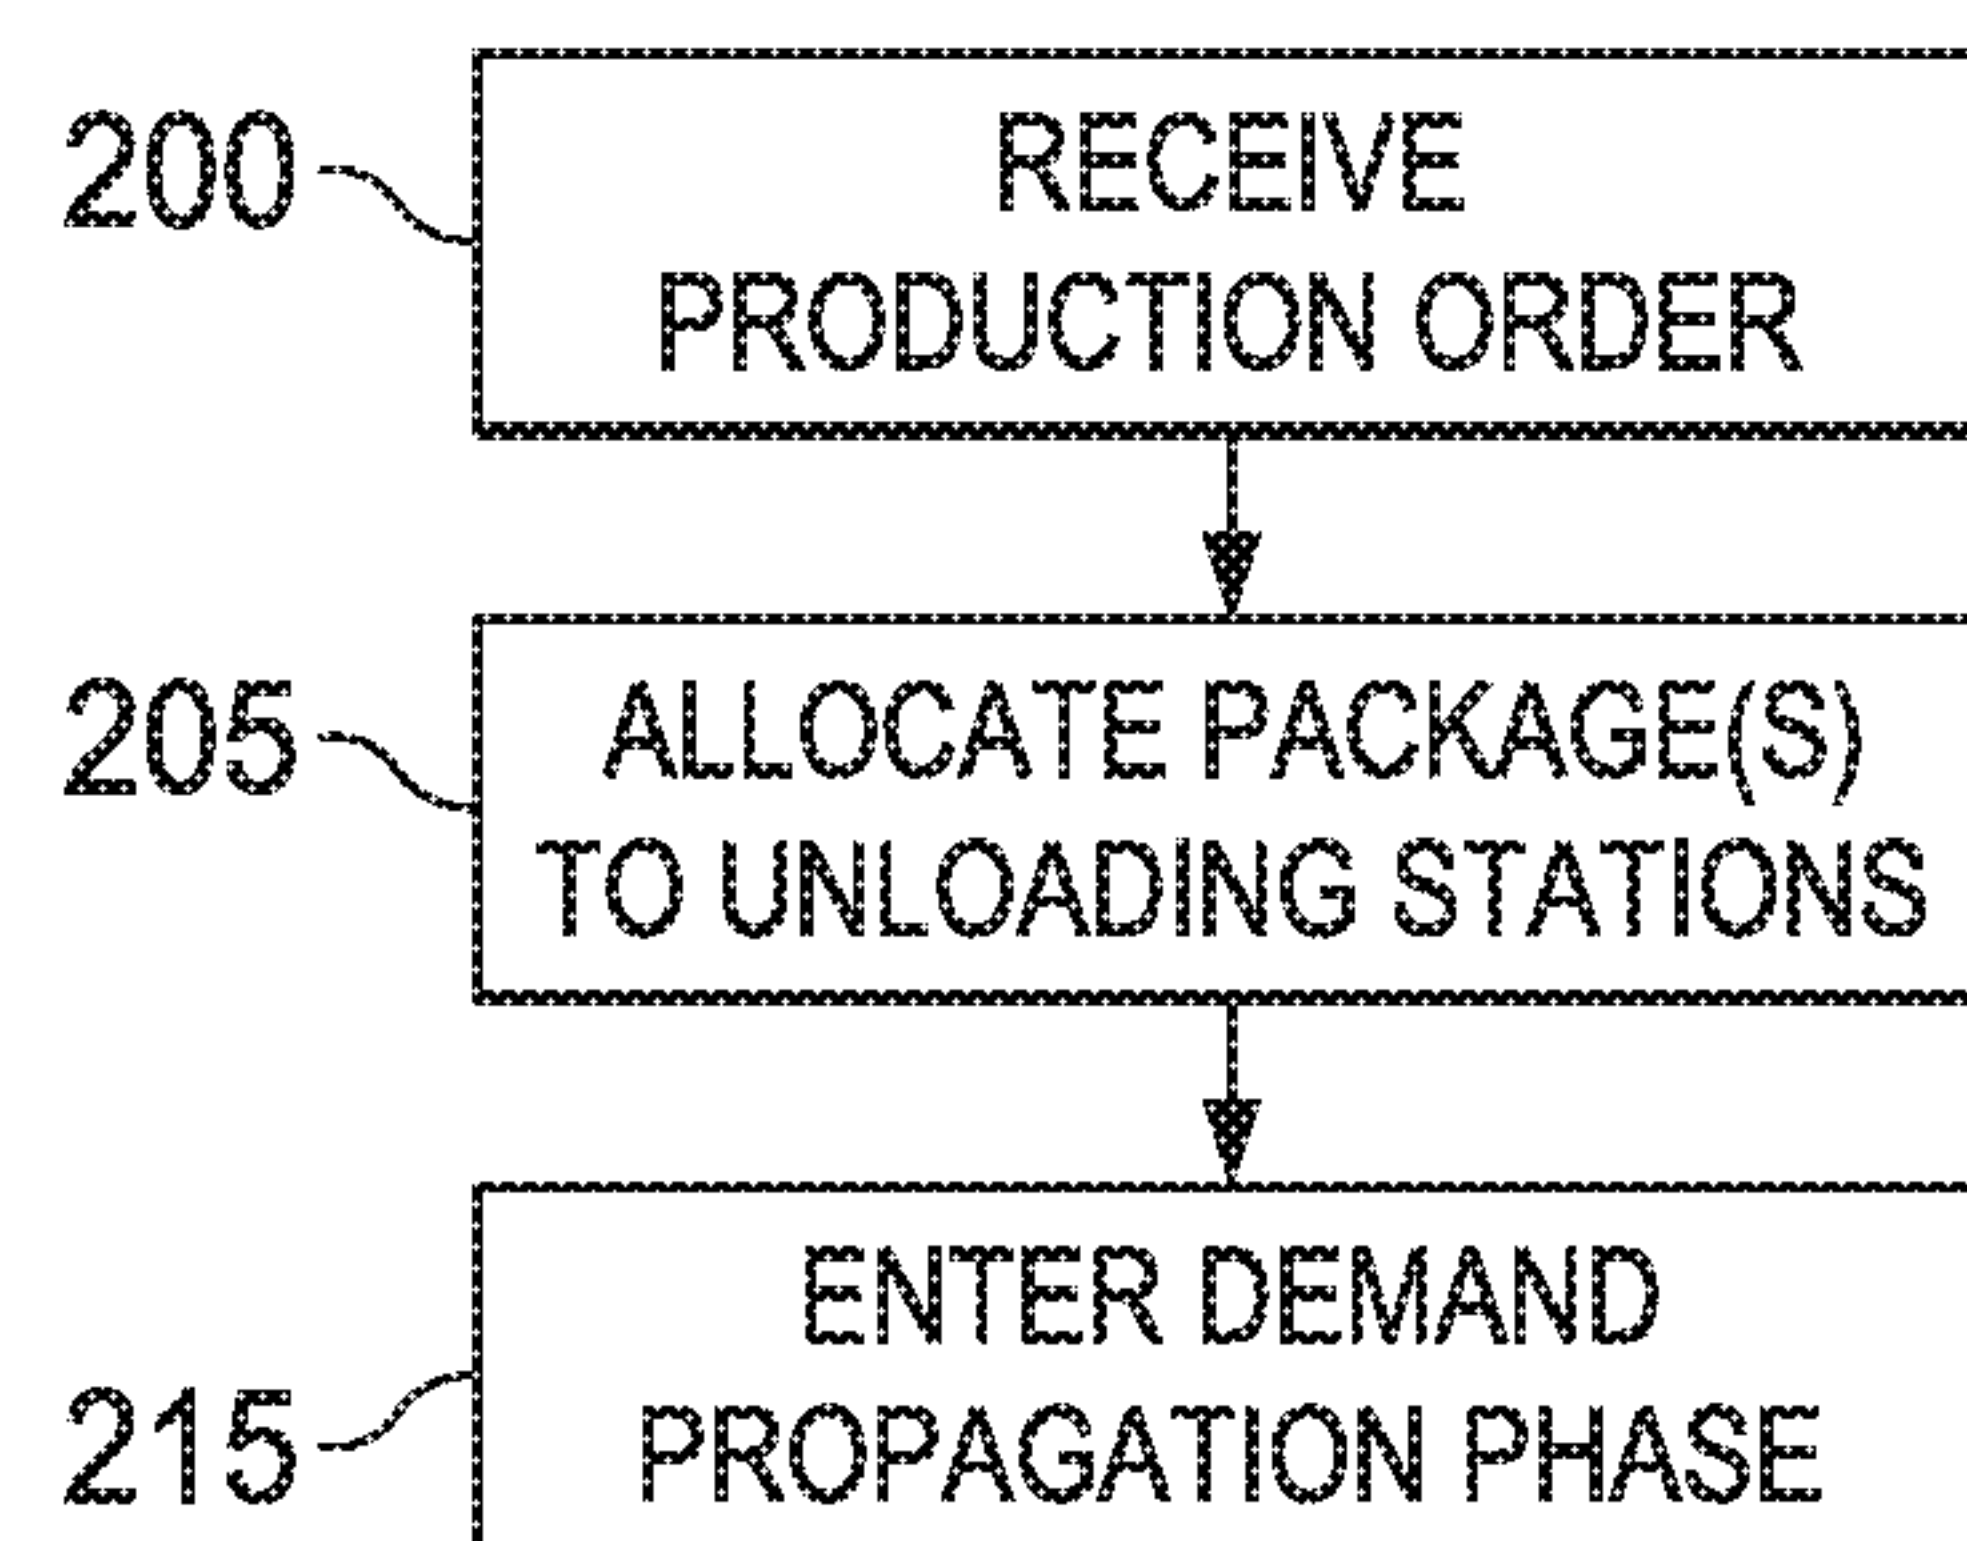 200
RECEIVE
PRODUCTION ORDER
205
ALLOCATE PACKAGE(S)
TO UNLOADING STATIONS
215
ENTER DEMAND
PROPAGATION PHASE